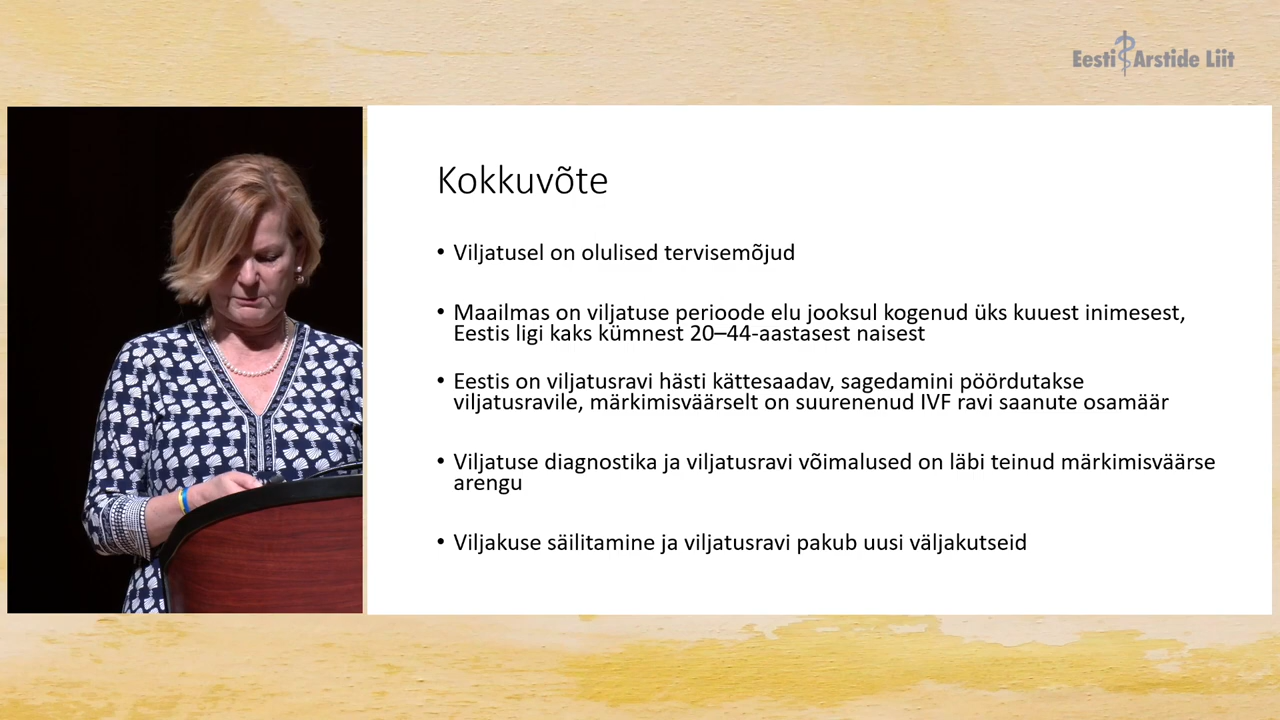 Eesti Arstide Liit
Kokkuvõte
• Viljatusel on olulised tervisemõjud
• Maailmas on viljatuse perioode elu jooksul kogenud üks kuuest inimesest,
Eestis ligi kaks kümnest 20–44-aastasest naisest
• Eestis on viljatusravi hästi kättesaadav, sagedamini pöördutakse
viljatusravile, märkimisväärselt on suurenenud IVF ravi saanute osamäär
• Viljatuse diagnostika ja viljatusravi võimalused on läbi teinud märkimisväärse
arengu
• Viljakuse säilitamine ja viljatusravi pakub uusi väljakutseid